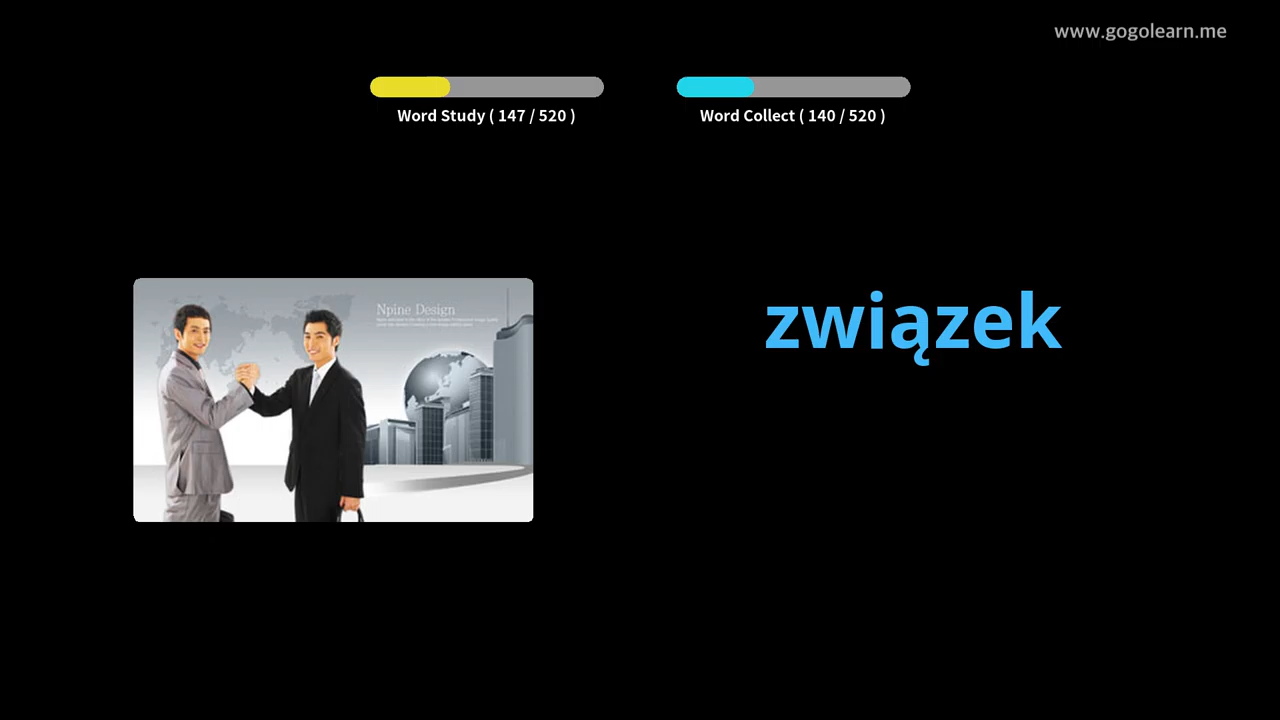 www.gogolearn.me
Word Study ( 147 / 520 )
Word Collect ( 140 / 520 )
Npine Design
związek